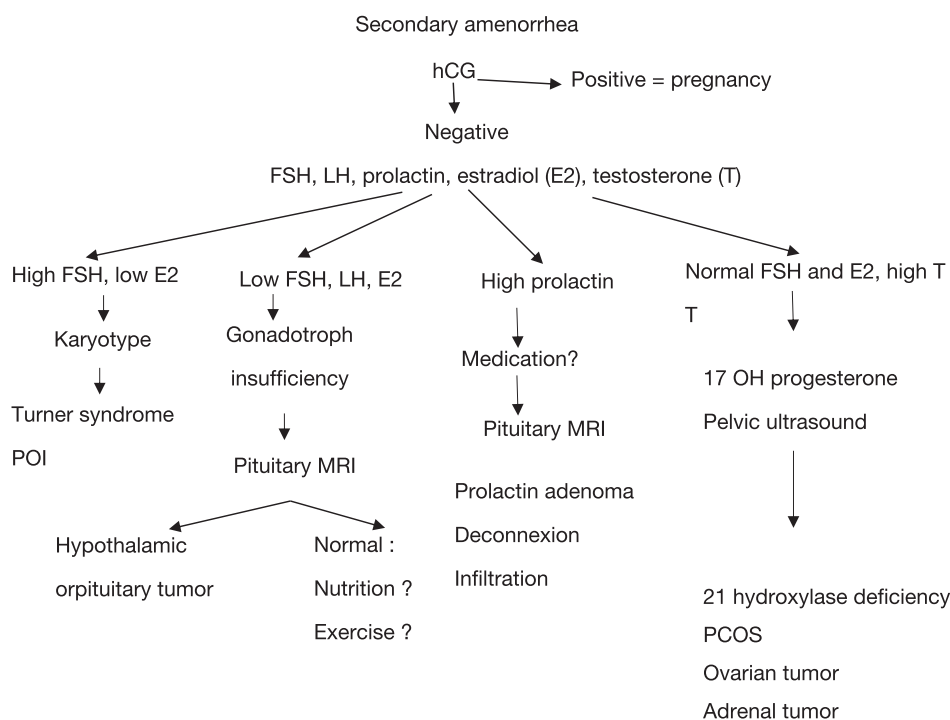 Secondary amenorrhea
hCG
Positive = pregnancy
Negative
FSH, LH, prolactin, estradiol (E2), testosterone (T)
High FSH, low E2
Karyotype
Turner syndrome
POI
Low FSH, LH, E2
Gonadotroph
insufficiency
Pituitary MRI
Hypothalamic
orpituitary tumor
Normal :
Nutrition ?
Exercise ?
High prolactin
Medication?
Pituitary MRI
Prolactin adenoma
Deconnexion
Infiltration
Normal FSH and E2, high T
T
17 OH progesterone
Pelvic ultrasound
21 hydroxylase deficiency
PCOS
Ovarian tumor
Adrenal tumor